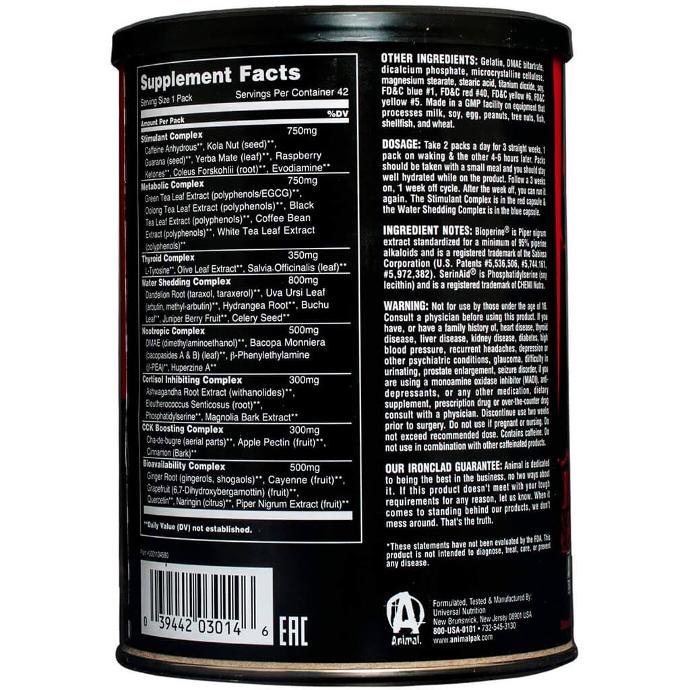 Supplement Facts
Serving Size 1 Pack Servings Per Container 42
Amount Per Pack %DV
Stimulant Complex 750mg
Caffeine Anhydrous**, Kola Nut (seed)**,
Guarana (seed)**, Yerba Mate (leaf)**, Raspberry
Ketones**, Coleus Forskohlii (root)**, Evodiamine**
Metabolic Complex 750mg
Green Tea Leaf Extract (polyphenols/EGCG)**,
Oolong Tea Leaf Extract (polyphenols)**, Black
Tea Leaf Extract (polyphenols)**, Coffee Bean
Extract (polyphenols)**, White Tea Leaf Extract
(polyphenols)**
Thyroid Complex 350mg
L-Tyrosine**, Olive Leaf Extract**, Salvia Officinalis (leaf)**
Water Shedding Complex 800mg
Dandelion Root (taraxol, taraxerol)**, Uva Ursi Leaf
(arbutin, methyl-arbutin)**, Hydrangea Root**, Buchu
Leaf**, Juniper Berry Fruit**, Celery Seed**
Nootropic Complex 500mg
DMAE (dimethylaminoethanol)**, Bacopa Monniera
(bacopasides A & B) (leaf)**, β-Phenylethylamine
(β-PEA)**, Huperzine A**
Cortisol Inhibiting Complex 300mg
Ashwagandha Root Extract (withanolides)**,
Eleutherococcus Senticosus (root)**,
Phosphatidylserine**, Magnolia Bark Extract**
CCK Boosting Complex 300mg
Cha-de-bugre (aerial parts)**, Apple Pectin (fruit)**,
Cinnamon (Bark)**
Bioavailability Complex 500mg
Ginger Root (gingerols, shogaols)**, Cayenne (fruit)**,
Grapefruit (6,7-Dihydroxybergamottin) (fruit)**,
Quercetin**, Naringin (citrus)**, Piper Nigrum Extract (fruit)**
**Daily Value (DV) not established.
0 39442 03014 6
EAC
OTHER INGREDIENTS: Gelatin, DMAE bitartrate,
dicalcium phosphate, microcrystalline cellulose,
magnesium stearate, stearic acid, titanium dioxide, soy,
FD&C blue #1, FD&C red #40, FD&C yellow #6, FD&C
yellow #5. Made in a GMP facility on equipment that
processes milk, soy, egg, peanuts, tree nuts, fish,
shellfish, and wheat.
DOSAGE: Take 2 packs a day for 3 straight weeks, 1
pack on waking & the other 4-6 hours later. Packs
should be taken with a small meal and you should stay
well hydrated while on the product. Follow a 3 weeks
on, 1 week off cycle. After the week off, you can run it
again. The Stimulant Complex is in the red capsule &
the Water Shedding Complex is in the blue capsule.
INGREDIENT NOTES: Bioperine® is Piper nigrum
extract standardized for a minimum of 95% piperine
alkaloids and is a registered trademark of the Sabinsa
Corporation (U.S. Patents #5,536,506, #5,744,161,
#5,972,382). SerinAid® is Phosphatidylserine (soy
lecithin) and is a registered trademark of CHEMI Nutra.
WARNING: Not for use by those under the age of 18.
Consult a physician before using this product. If you
have, or have a family history of, heart disease, thyroid
disease, liver disease, kidney disease, diabetes, high
blood pressure, recurrent headaches, depression or
other psychiatric conditions, glaucoma, difficulty in
urinating, prostate enlargement, seizure disorder, if you
are using a monoamine oxidase inhibitor (MAOI), anti-
depressants, or any other medication, dietary
supplement, prescription drug or over-the-counter drug
consult with a physician. Discontinue use two weeks
prior to surgery. Do not use if pregnant or nursing. Do
not exceed recommended dose. Contains caffeine. Do
not use in combination with other caffeinated products.
OUR IRONCLAD GUARANTEE: Animal is dedicated
to being the best in the business, no two ways about
it. If this product doesn't meet with your tough
requirements for any reason, let us know. When it
comes to standing behind our products, we don't
mess around. That's the truth.
*These statements have not been evaluated by the FDA. This
product is not intended to diagnose, treat, cure, or prevent
any disease.
Animal.
Formulated, Tested & Manufactured By:
Universal Nutrition
New Brunswick, New Jersey 08901 USA
800-USA-0101 • 732-545-3130
www.animalpak.com